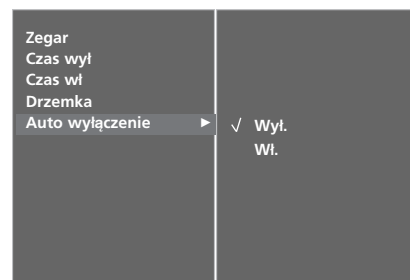 Zegar
Czas wył
Czas wł
Drzemka
Auto wyłączenie ►
√ Wył.
Wł.